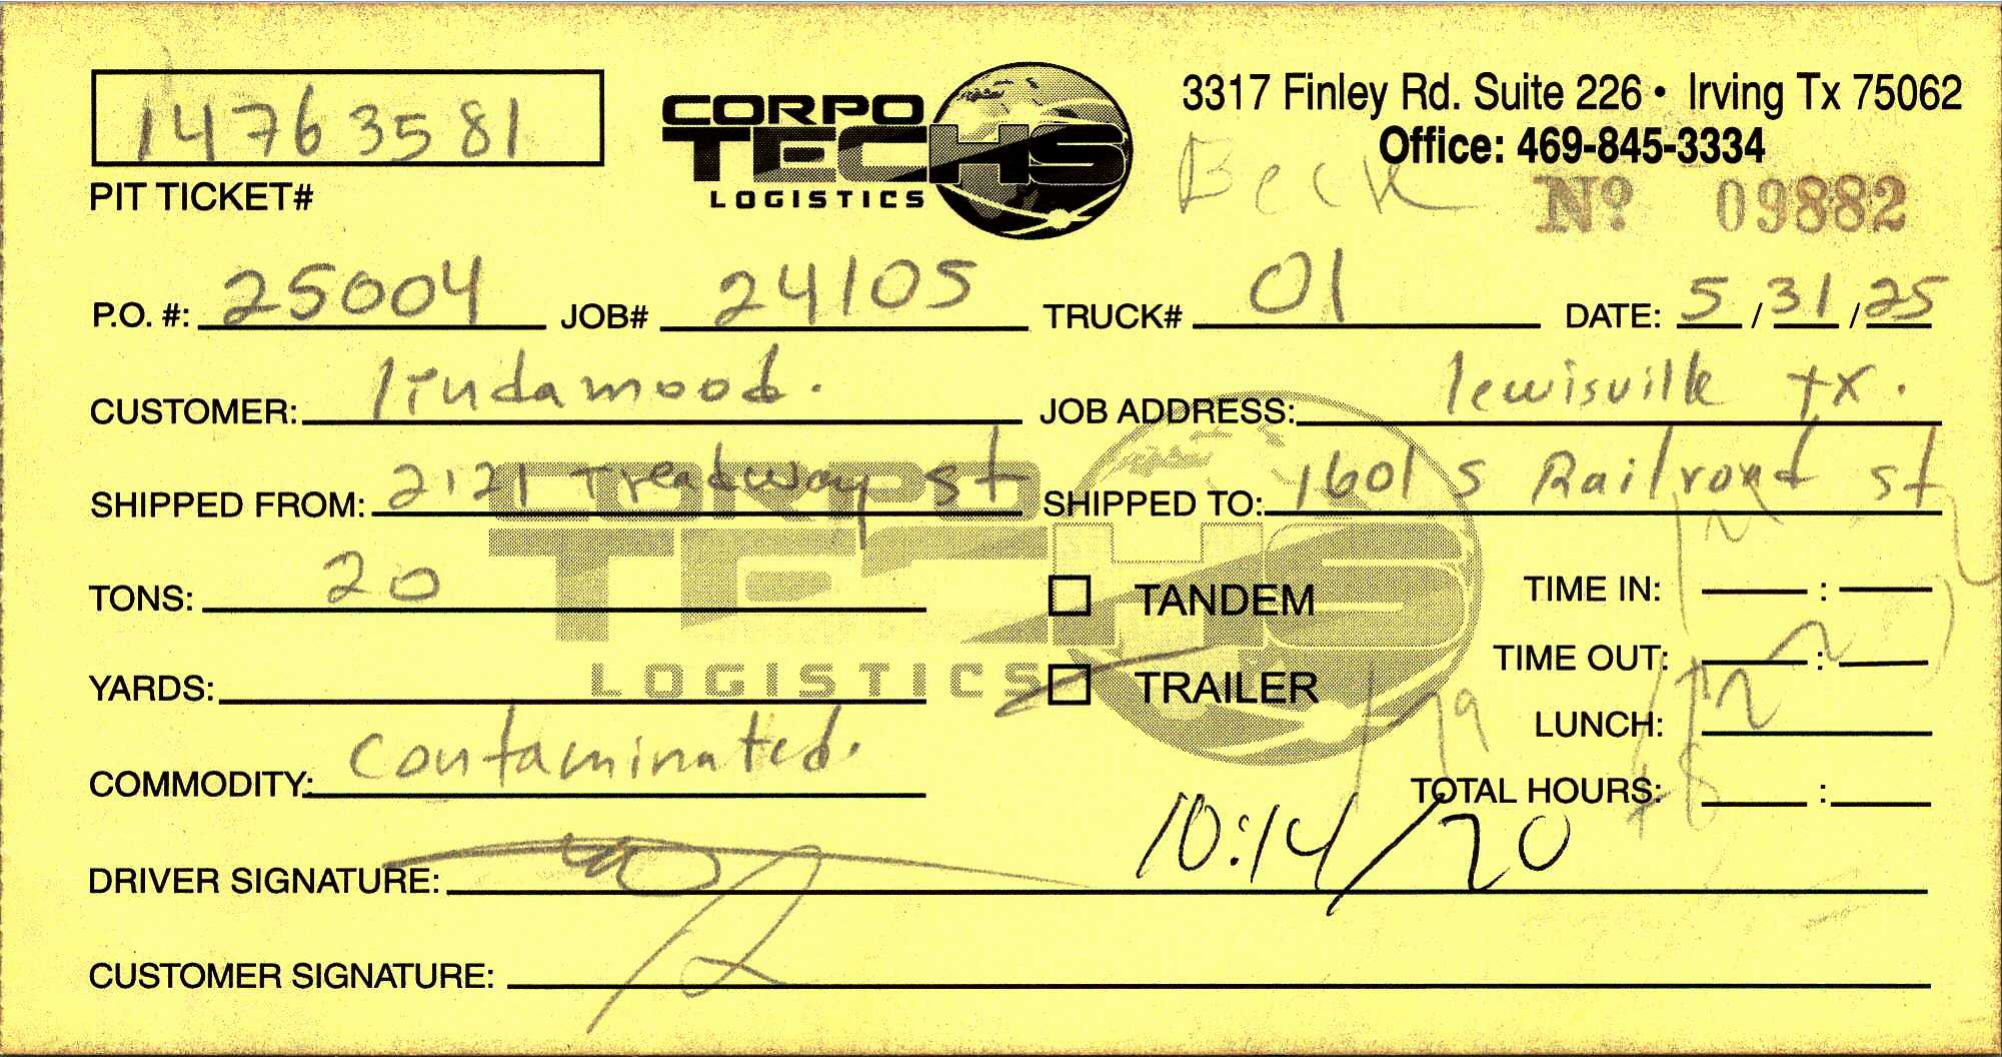 14763581
PIT TICKET#
CORPO
TECHS
LOGISTICS
3317 Finley Rd. Suite 226 • Irving Tx 75062
Office: 469-845-3334
Beck
Nº 09882
P.O. #: 25004 JOB# 24105 TRUCK# 01 DATE: 5/31/25
CUSTOMER: lindamood. JOB ADDRESS: lewisville tx.
SHIPPED FROM: 2121 Treadway st SHIPPED TO: 1601 S Railroad st
TONS: 20 TANDEM TIME IN: :
YARDS: TRAILER TIME OUT: :
LUNCH:
COMMODITY: contaminated. TOTAL HOURS: :
DRIVER SIGNATURE: 10:14/20
CUSTOMER SIGNATURE:
CORPO
TECHS
LOGISTICS